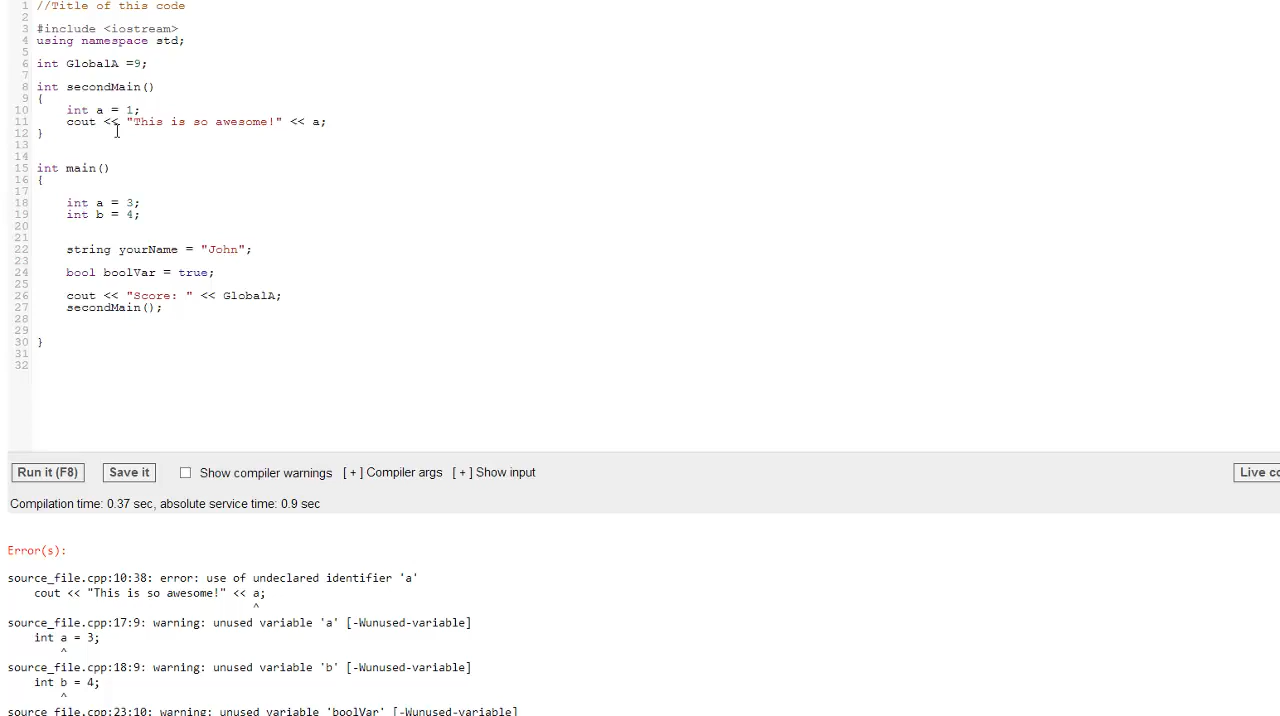 1 //Title of this code
2
3 #include <iostream>
4 using namespace std;
5
6 int GlobalA =9;
7
8 int secondMain()
9 {
10 int a = 1;
11 cout << "This is so awesome!" << a;
12 }
13
14
15 int main()
16 {
17
18 int a = 3;
19 int b = 4;
20
21
22 string yourName = "John";
23
24 bool boolVar = true;
25
26 cout << "Score: " << GlobalA;
27 secondMain();
28
29
30 }
31
32
Run it (F8) Save it Show compiler warnings [ + ] Compiler args [ + ] Show input Live co
Compilation time: 0.37 sec, absolute service time: 0.9 sec
Error(s):
source_file.cpp:10:38: error: use of undeclared identifier 'a'
cout << "This is so awesome!" << a;
^
source_file.cpp:17:9: warning: unused variable 'a' [-Wunused-variable]
int a = 3;
^
source_file.cpp:18:9: warning: unused variable 'b' [-Wunused-variable]
int b = 4;
^
source_file.cpp:23:10: warning: unused variable 'boolVar' [-Wunused-variable]